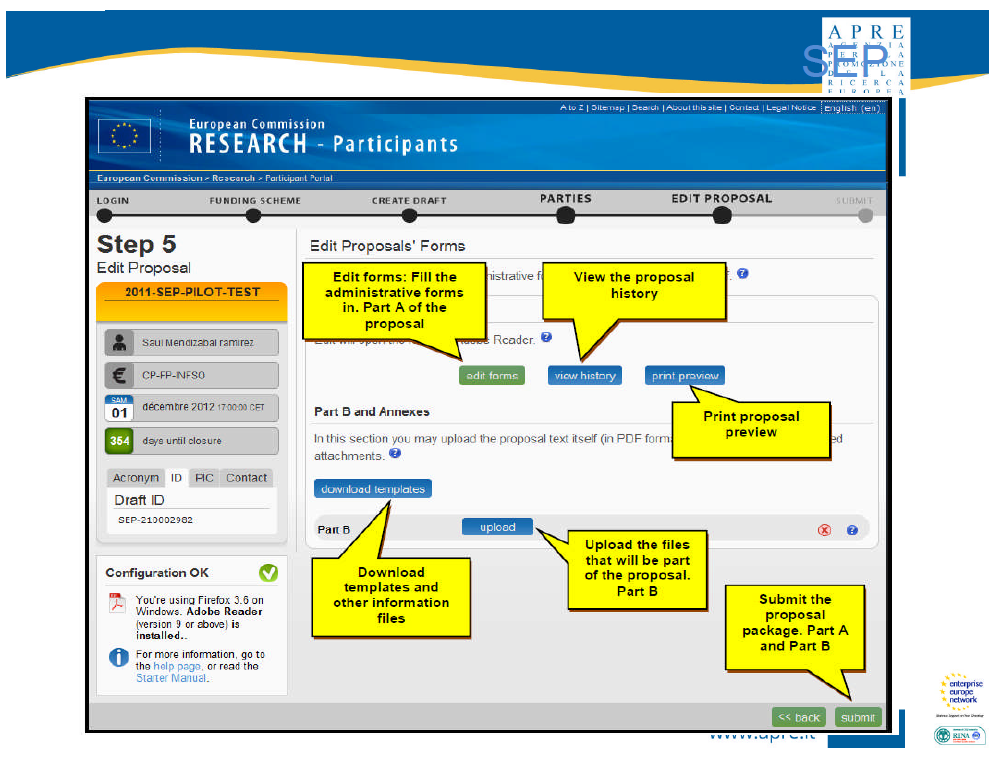 A P R E
A G E N Z I A
P E R L A
P R O M O Z I O N E
D E L L A
R I C E R C A
E U R O P E A
SEP
A to Z | Sitemap | Search | About this site | Contact | Legal Notice English (en)
European Commission
RESEARCH - Participants
European Commission > Research > Participant Portal
LOGIN FUNDING SCHEME CREATE DRAFT PARTIES EDIT PROPOSAL SUBMIT
Step 5
Edit Proposal
2011-SEP-PILOT-TEST
Saul Mendizabal ramirez
€ CP-FP-INFSO
SAM. 01 décembre 2012 17:00:00 CET
354 days until closure
Acronym ID PIC Contact
Draft ID
SEP-210002982
Configuration OK
You're using Firefox 3.6 on
Windows. Adobe Reader
(version 9 or above) is
installed..
For more information, go to
the help page, or read the
Starter Manual.
Edit Proposals' Forms
Edit forms: Fill the
administrative forms
in. Part A of the
proposal
View the proposal
history
Reader.
edit forms view history print preview
Print proposal
preview
Part B and Annexes
In this section you may upload the proposal text itself (in PDF
attachments.
download templates
Part B upload
Download
templates and
other information
files
Upload the files
that will be part
of the proposal.
Part B
Submit the
proposal
package. Part A
and Part B
<< back submit
www.apre.it
enterprise
europe
network
RINA